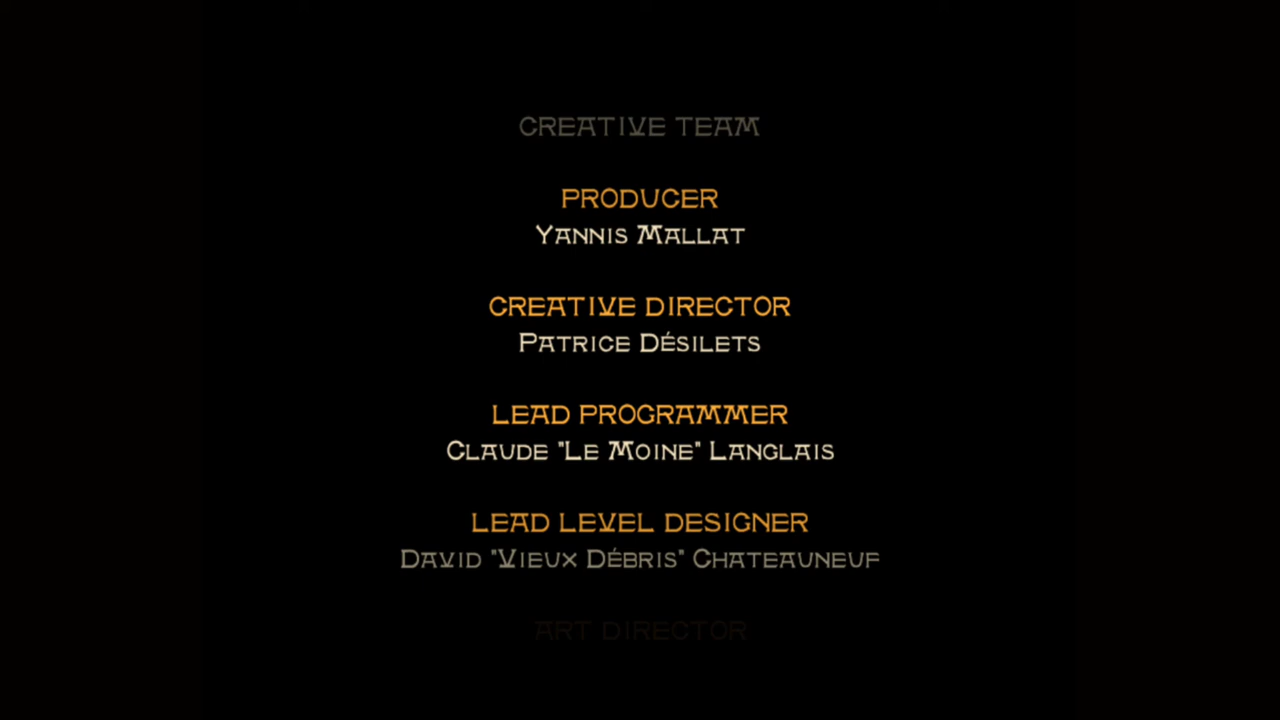 CREATIVE TEAM
PRODUCER
YANNIS MALLAT
CREATIVE DIRECTOR
PATRICE DÉSILETS
LEAD PROGRAMMER
CLAUDE "LE MOINE" LANGLAIS
LEAD LEVEL DESIGNER
DAVID "VIEUX DÉBRIS" CHATEAUNEUF
ART DIRECTOR